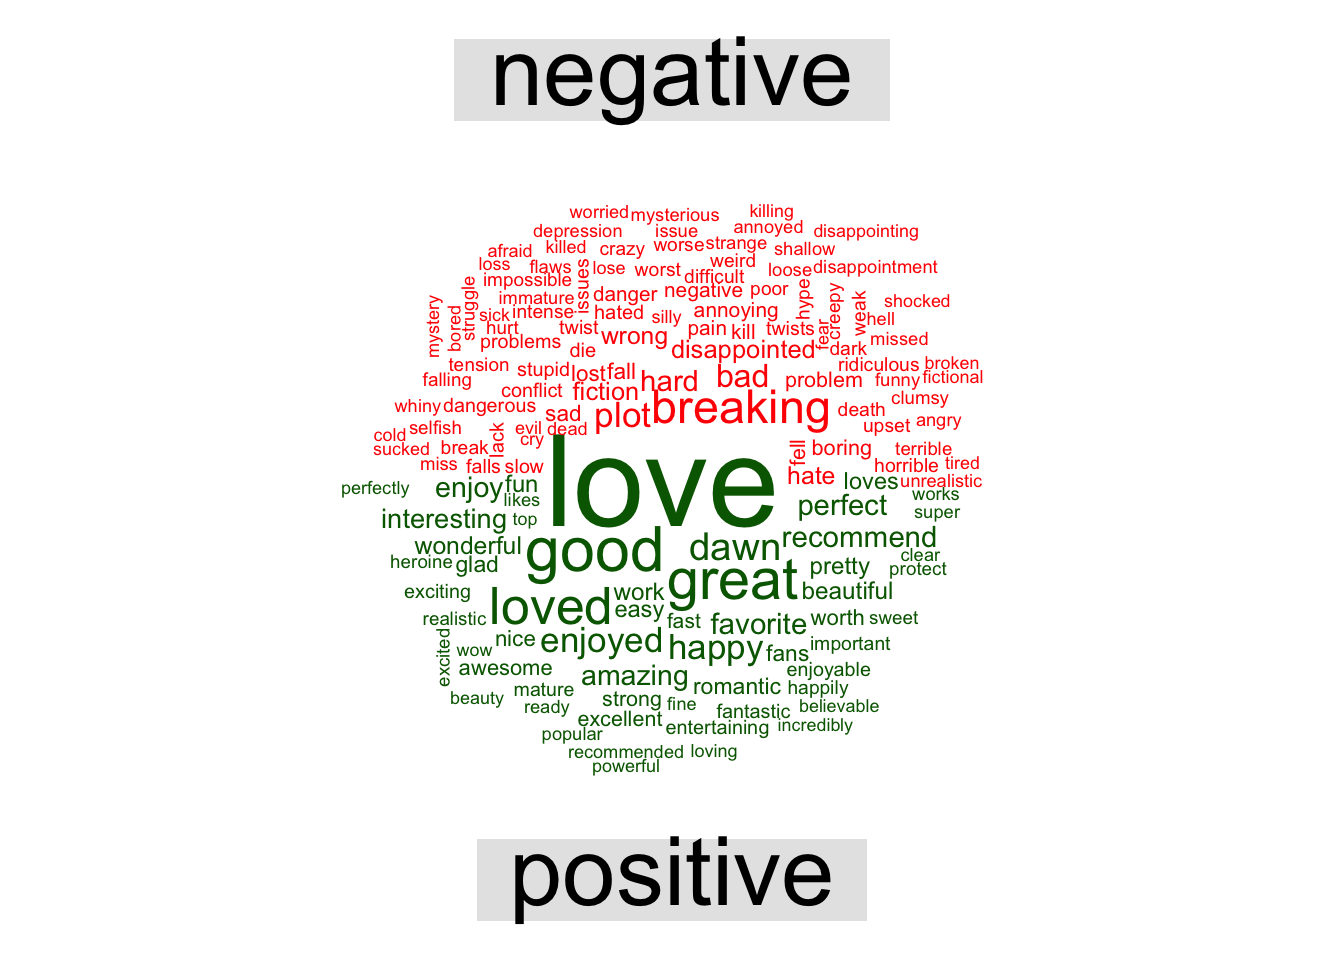 negative
worried mysterious killing
depression issue annoyed disappointing
afraid killed crazy worse strange shallow
loss flaws lose worst difficult weird loose disappointment
impossible issues danger negative poor hype creepy shocked
mystery bored struggle immature sick intense hated silly annoying fear weak hell
hurt twist wrong pain kill twists missed
problems die disappointed dark
tension stupid lost fall hard bad problem ridiculous broken
falling conflict fiction funny fictional
whiny dangerous sad plot breaking death clumsy
cold selfish lack evil dead upset angry
sucked break cry fell boring terrible
miss falls slow hate horrible tired
unrealistic
perfectly enjoy fun love loves works
likes perfect super
interesting top
wonderful good dawn recommend clear
heroine glad great pretty protect
exciting loved work beautiful
realistic easy fast favorite worth sweet
excited wow nice enjoyed happy fans important
awesome amazing romantic enjoyable
beauty mature strong fine happily
ready excellent fantastic believable
popular entertaining incredibly
recommended loving
powerful
positive